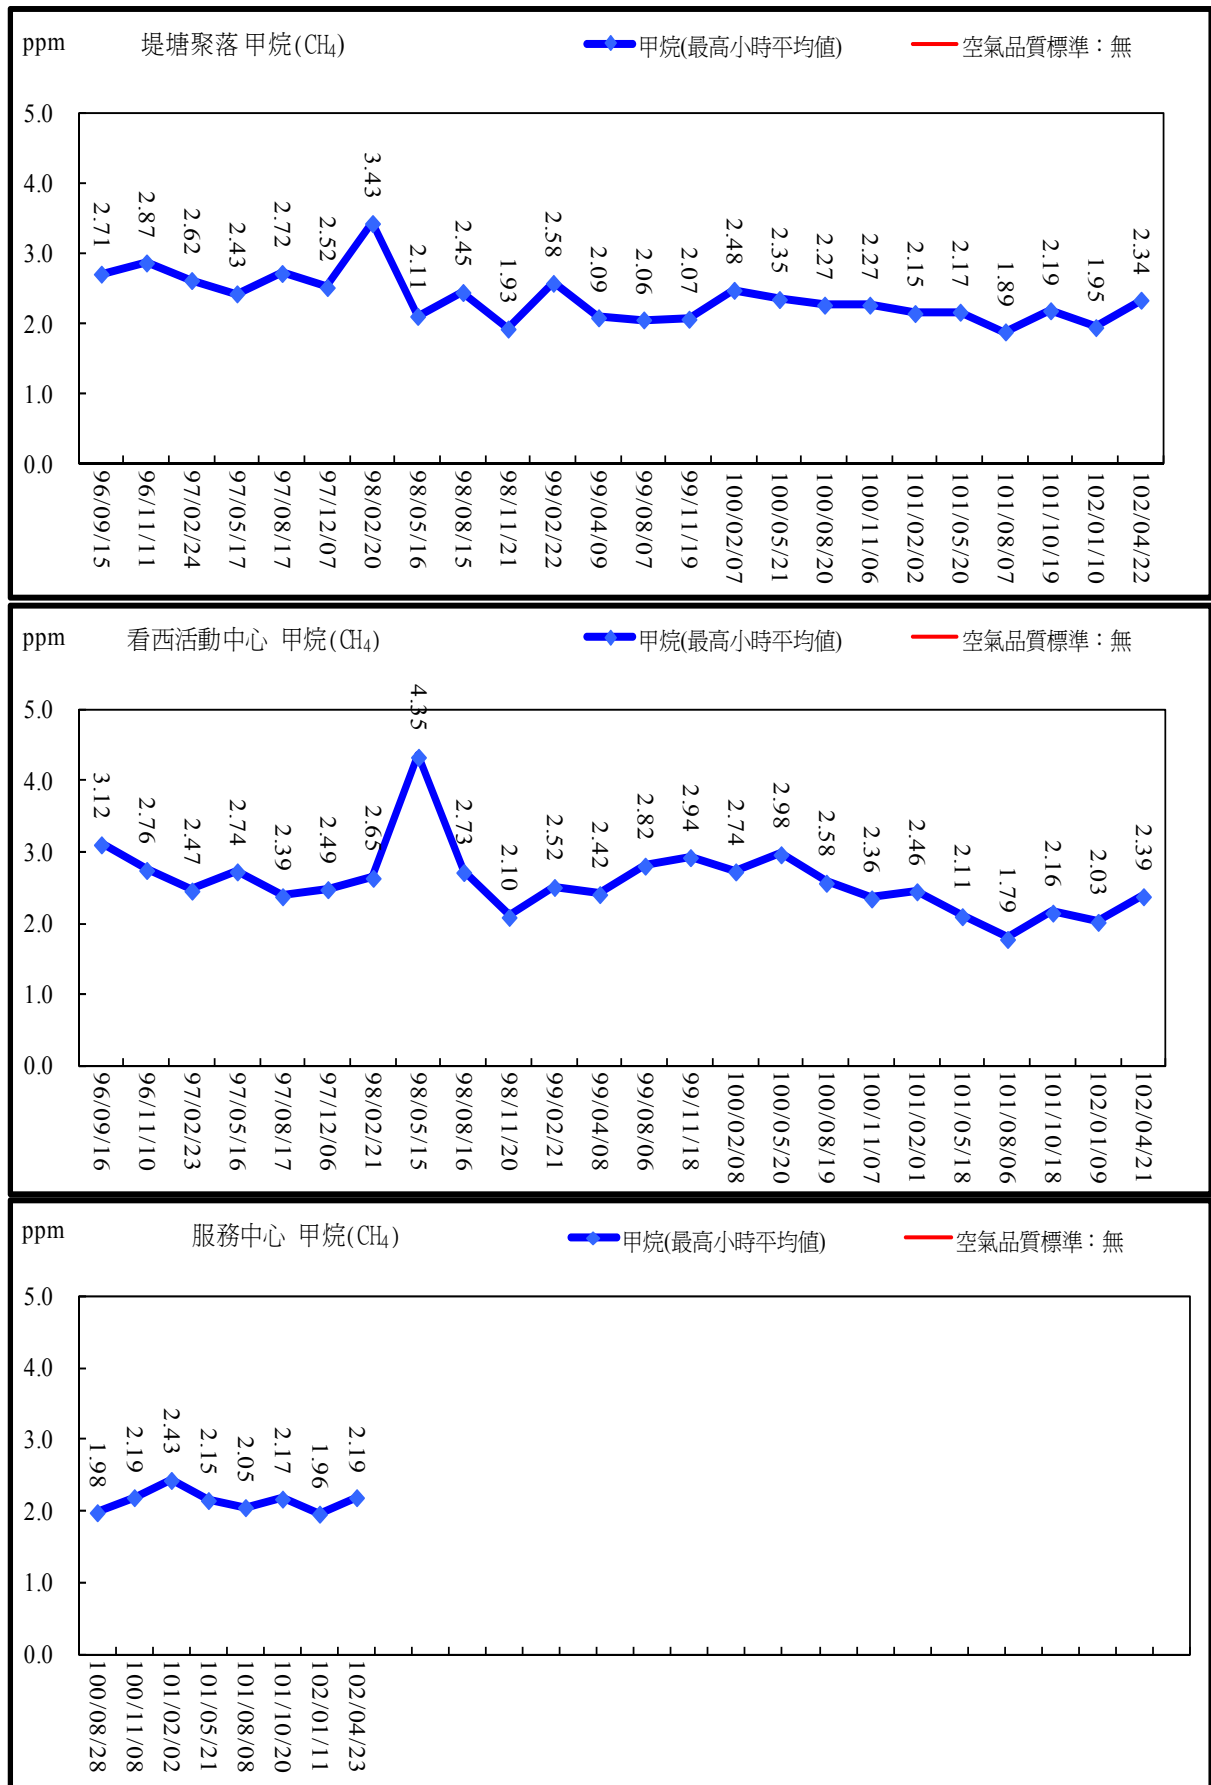 ppm 堤塘聚落 甲烷(CH₄) 甲烷(最高小時平均值) 空氣品質標準：無
5.0
4.0
3.0
2.0
1.0
0.0
2.71 2.87 2.62 2.43 2.72 2.52 3.43 2.11 2.45 1.93 2.58 2.09 2.06 2.07 2.48 2.35 2.27 2.27 2.15 2.17 1.89 2.19 1.95 2.34
96/09/15 96/11/11 97/02/24 97/05/17 97/08/17 97/12/07 98/02/20 98/05/16 98/08/15 98/11/21 99/02/22 99/04/09 99/08/07 99/11/19 100/02/07 100/05/21 100/08/20 100/11/06 101/02/02 101/05/20 101/08/07 101/10/19 102/01/10 102/04/22
ppm 看西活動中心 甲烷(CH₄) 甲烷(最高小時平均值) 空氣品質標準：無
5.0
4.0
3.0
2.0
1.0
0.0
3.12 2.76 2.47 2.74 2.39 2.49 2.65 4.35 2.73 2.10 2.52 2.42 2.82 2.94 2.74 2.98 2.58 2.36 2.46 2.11 1.79 2.16 2.03 2.39
96/09/16 96/11/10 97/02/23 97/05/16 97/08/17 97/12/06 98/02/21 98/05/15 98/08/16 98/11/20 99/02/21 99/04/08 99/08/06 99/11/18 100/02/08 100/05/20 100/08/19 100/11/07 101/02/01 101/05/18 101/08/06 101/10/18 102/01/09 102/04/21
ppm 服務中心 甲烷(CH₄) 甲烷(最高小時平均值) 空氣品質標準：無
5.0
4.0
3.0
2.0
1.0
0.0
1.98 2.19 2.43 2.15 2.05 2.17 1.96 2.19
100/08/28 100/11/08 101/02/02 101/05/21 101/08/08 101/10/20 102/01/11 102/04/23